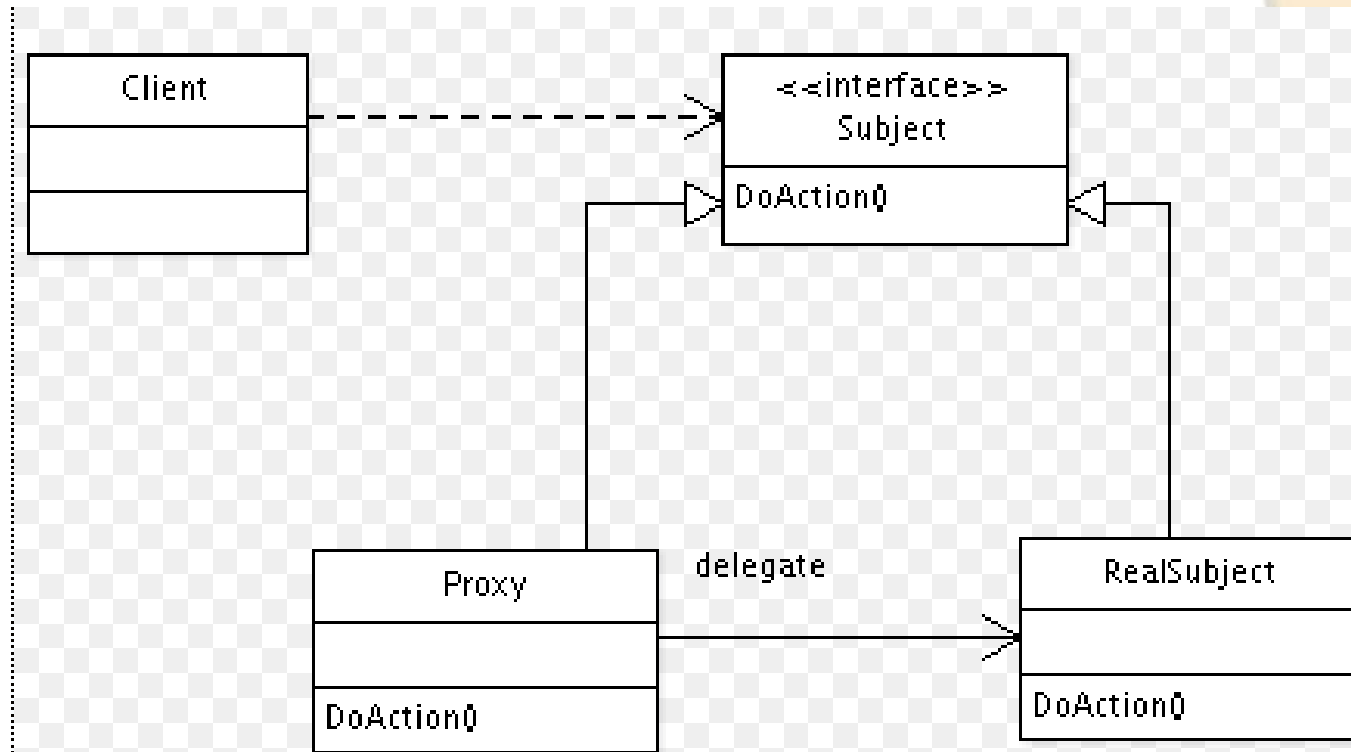 Client
<<interface>>
Subject
DoAction()
delegate
Proxy
RealSubject
DoAction()
DoAction()